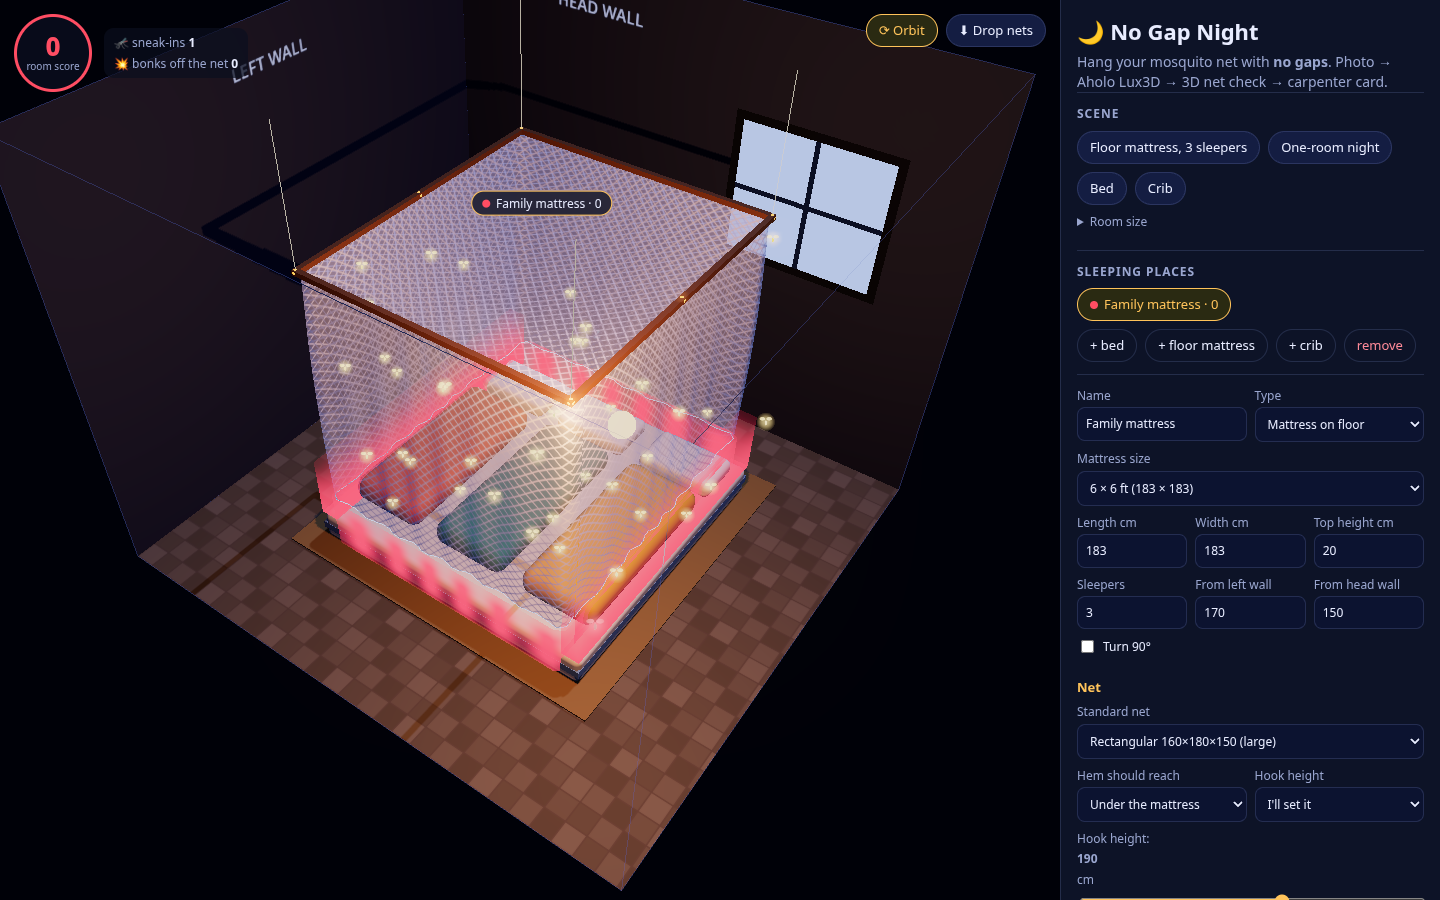 0
room score
🦟 sneak-ins 1
💥 bonks off the net 0
LEFT WALL
HEAD WALL
⟳ Orbit
⬇ Drop nets
Family mattress · 0
🌙 No Gap Night
Hang your mosquito net with no gaps. Photo →
Aholo Lux3D → 3D net check → carpenter card.
SCENE
Floor mattress, 3 sleepers
One-room night
Bed
Crib
▶ Room size
SLEEPING PLACES
Family mattress · 0
+ bed
+ floor mattress
+ crib
remove
Name
Type
Family mattress
Mattress on floor
Mattress size
6 × 6 ft (183 × 183)
Length cm
Width cm
Top height cm
183
183
20
Sleepers
From left wall
From head wall
3
170
150
Turn 90°
Net
Standard net
Rectangular 160×180×150 (large)
Hem should reach
Hook height
Under the mattress
I'll set it
Hook height:
190
cm